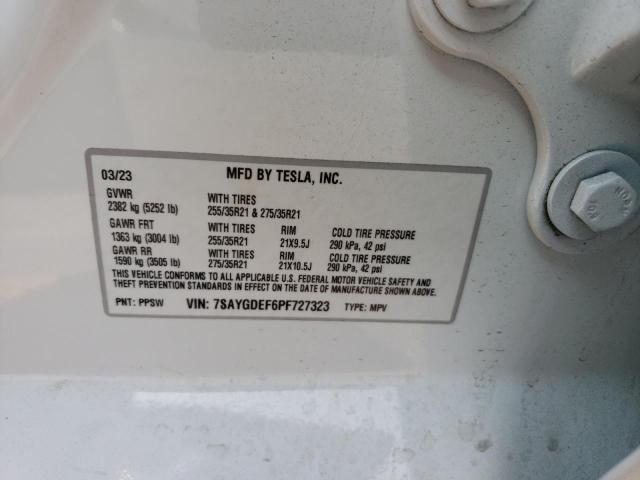 03/23 MFD BY TESLA, INC.
GVWR WITH TIRES
2382 kg (5252 lb) 255/35R21 & 275/35R21
GAWR FRT WITH TIRES RIM COLD TIRE PRESSURE
1363 kg (3004 lb) 255/35R21 21X9.5J 290 kPa, 42 psi
GAWR RR WITH TIRES RIM COLD TIRE PRESSURE
1590 kg (3505 lb) 275/35R21 21X10.5J 290 kPa, 42 psi
THIS VEHICLE CONFORMS TO ALL APPLICABLE U.S. FEDERAL MOTOR VEHICLE SAFETY AND
THEFT PREVENTION STANDARDS IN EFFECT ON THE DATE OF MANUFACTURE SHOWN ABOVE.
PNT: PPSW VIN: 7SAYGDEF6PF727323 TYPE: MPV